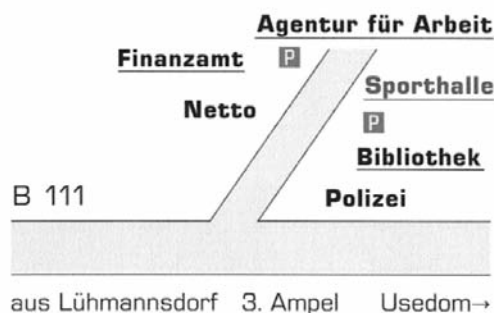 Agentur für Arbeit
Finanzamt P
Sporthalle
Netto
P
Bibliothek
B 111
Polizei
aus Lühmannsdorf 3. Ampel Usedom→